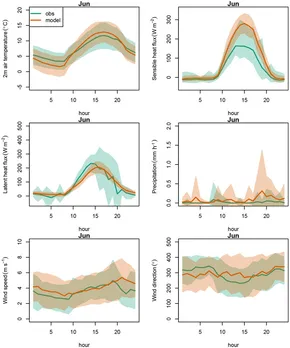 Jun
obs
model
2m air temperature (°C)
-5 0 5 10 15 20
5 10 15 20
hour
Jun
Sensible heat flux (W m⁻²)
0 100 200 300
5 10 15 20
hour
Jun
Latent heat flux (W m⁻²)
0 100 200 300 400 500
5 10 15 20
hour
Jun
Precipitation (mm h⁻¹)
0.0 0.5 1.0 1.5 2.0
5 10 15 20
hour
Jun
Wind speed (m s⁻¹)
0 2 4 6 8 10
5 10 15 20
hour
Jun
Wind direction (°)
0 100 200 300 400 500
5 10 15 20
hour